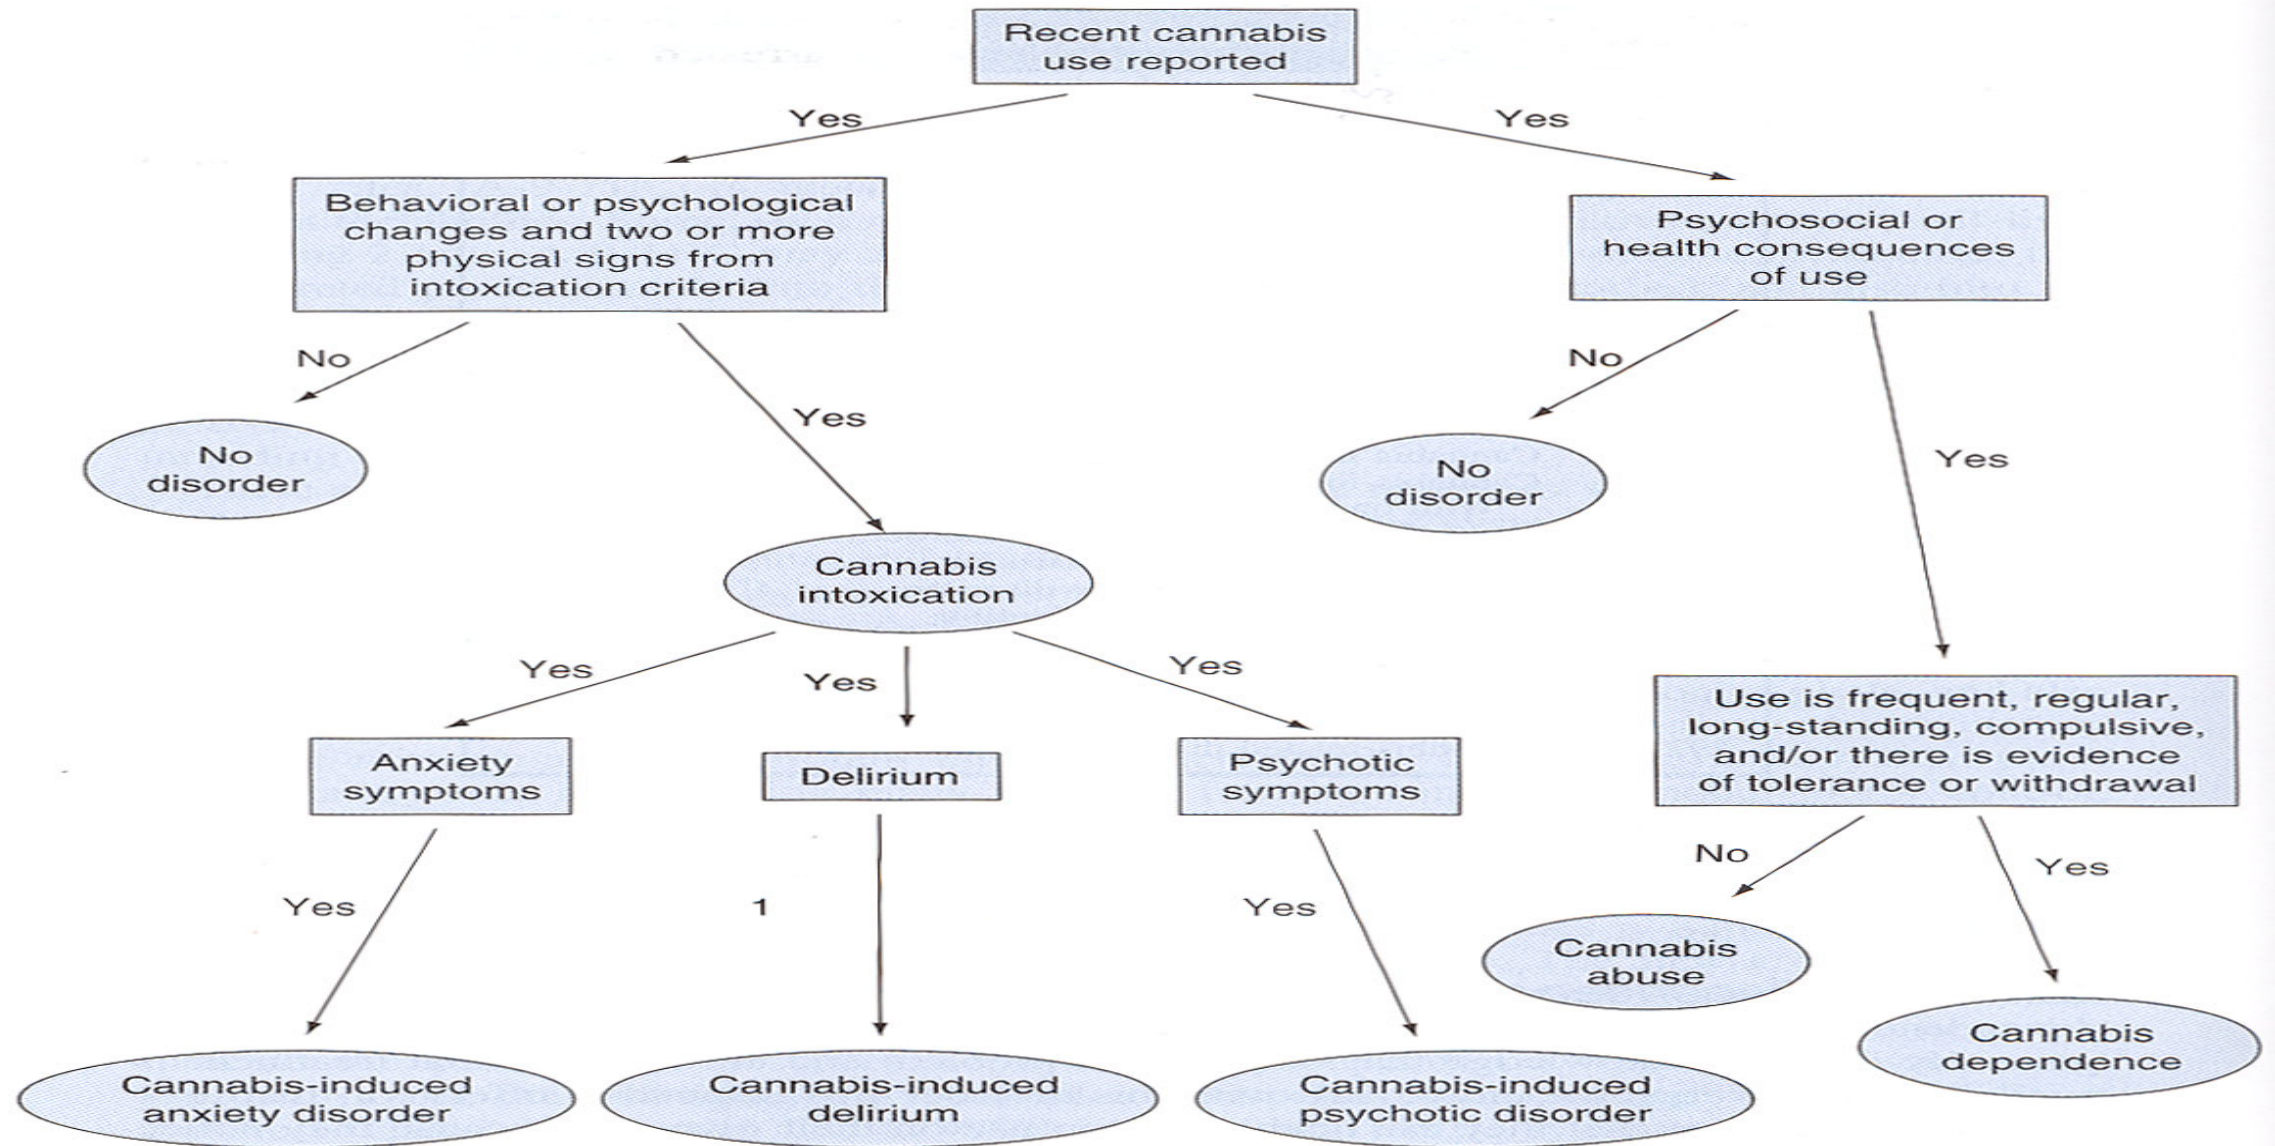 Recent cannabis
use reported
Yes
Yes
Behavioral or psychological
changes and two or more
physical signs from
intoxication criteria
Psychosocial or
health consequences
of use
No
Yes
No
Yes
No
disorder
No
disorder
Cannabis
intoxication
Yes
Yes
Yes
Anxiety
symptoms
Delirium
Psychotic
symptoms
Use is frequent, regular,
long-standing, compulsive,
and/or there is evidence
of tolerance or withdrawal
Yes
1
Yes
No
Yes
Cannabis
abuse
Cannabis
dependence
Cannabis-induced
anxiety disorder
Cannabis-induced
delirium
Cannabis-induced
psychotic disorder